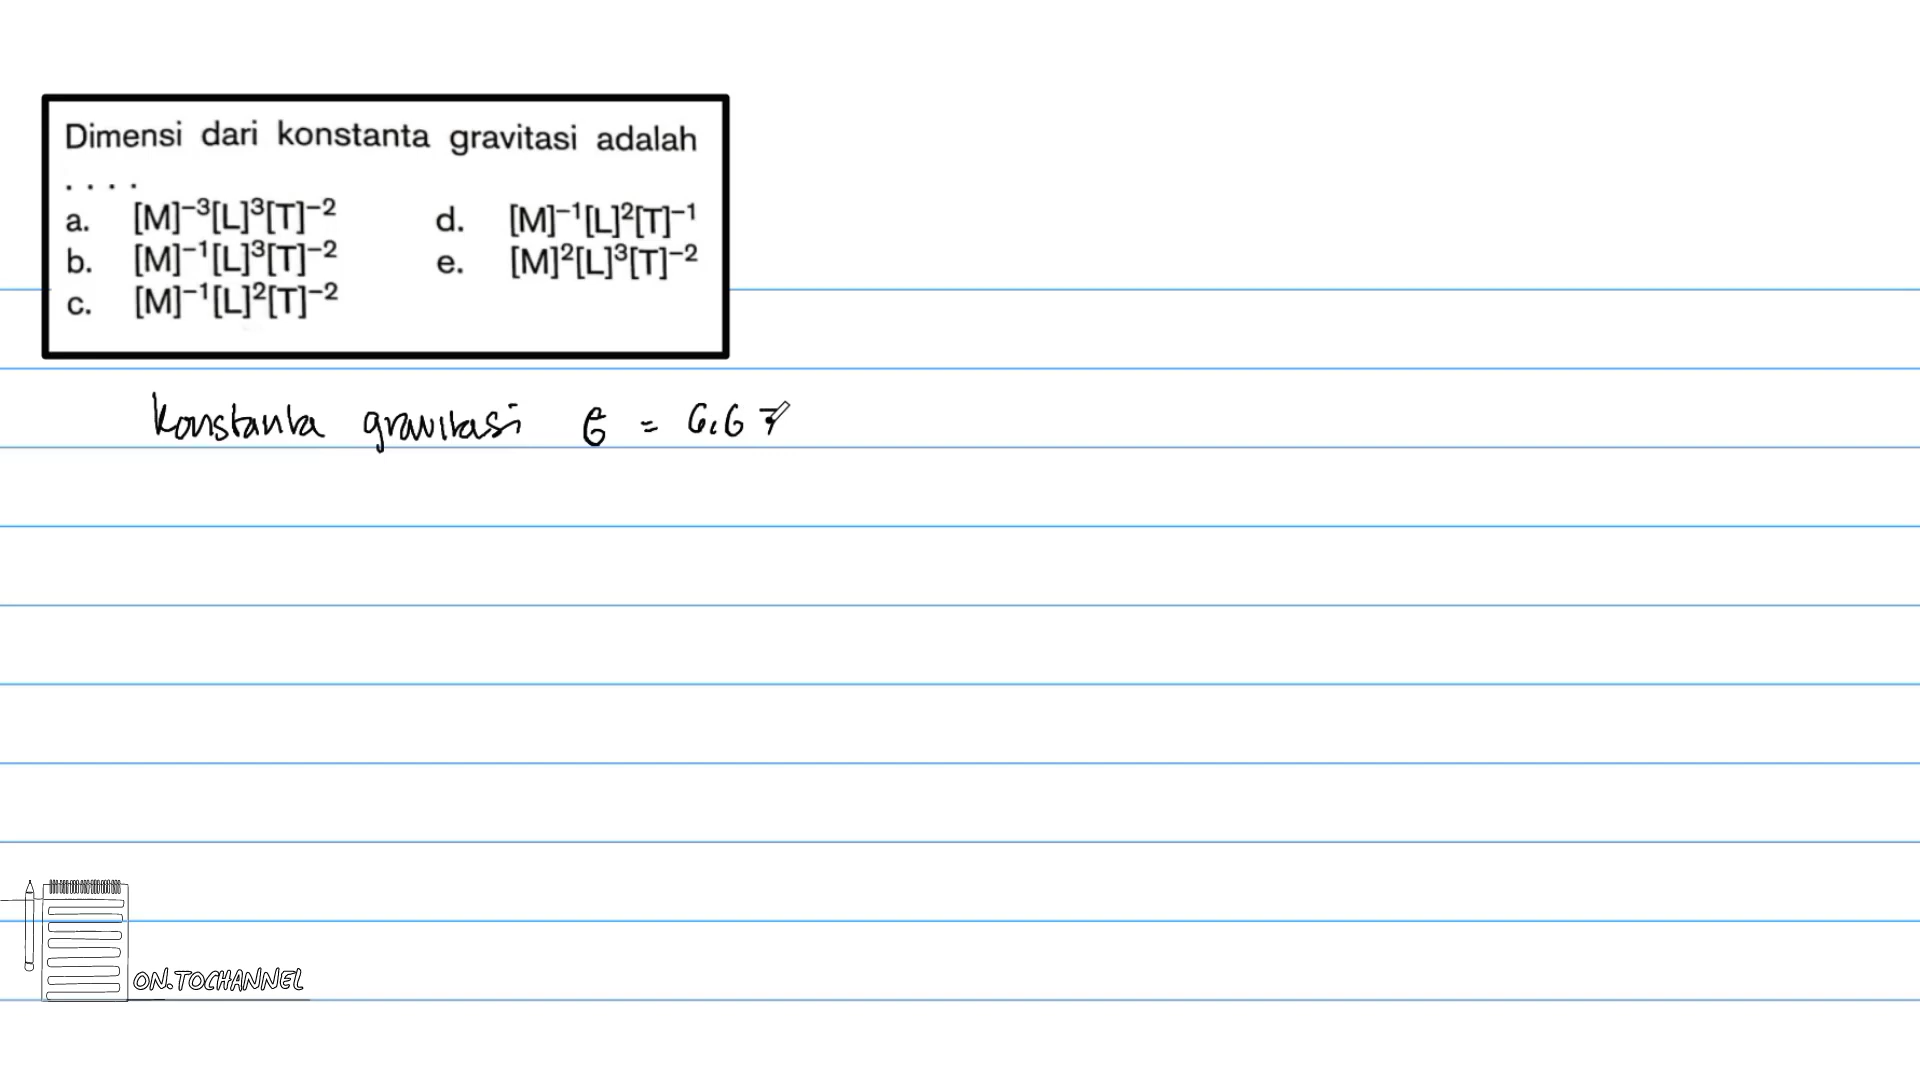 Dimensi dari konstanta gravitasi adalah
. . . .
a. [M]⁻³[L]³[T]⁻²
b. [M]⁻¹[L]³[T]⁻²
c. [M]⁻¹[L]²[T]⁻²
d. [M]⁻¹[L]²[T]⁻¹
e. [M]²[L]³[T]⁻²
Konstanta gravitasi G = 6,67
ON.TOCHANNEL